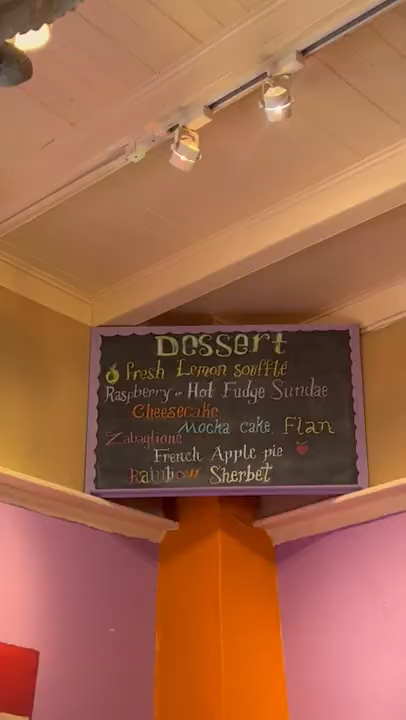 Dessert
Fresh Lemon soufflé
Raspberry or Hot Fudge Sundae
Cheesecake
Mocha cake Flan
Zabaglione
French Apple pie
Rainbow Sherbet